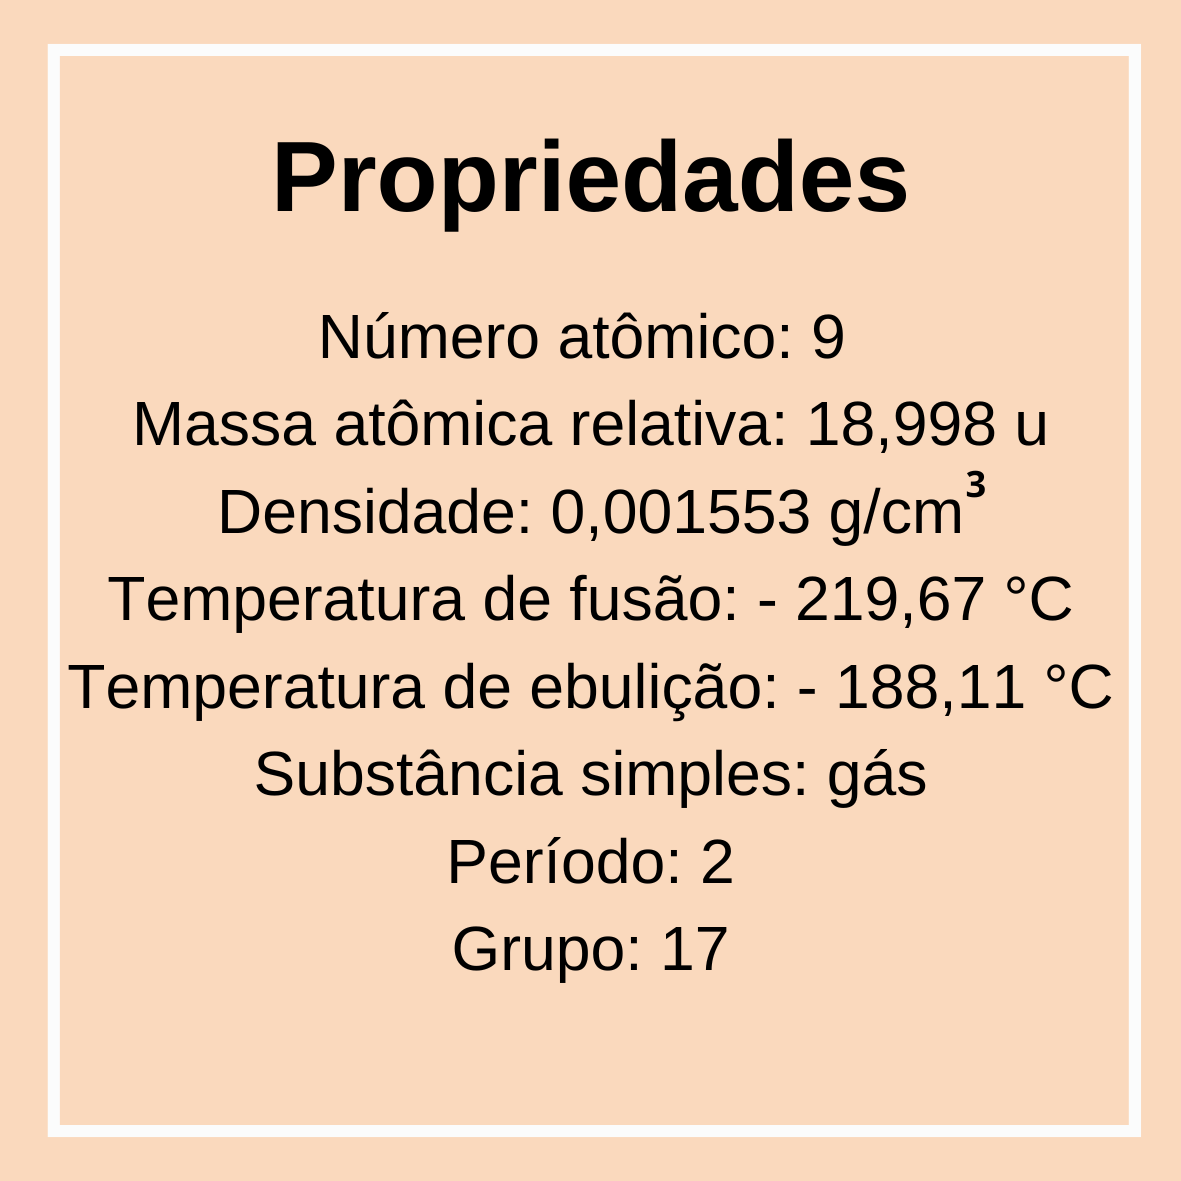 Propriedades
Número atômico: 9
Massa atômica relativa: 18,998 u
Densidade: 0,001553 g/cm³
Temperatura de fusão: - 219,67 °C
Temperatura de ebulição: - 188,11 °C
Substância simples: gás
Período: 2
Grupo: 17